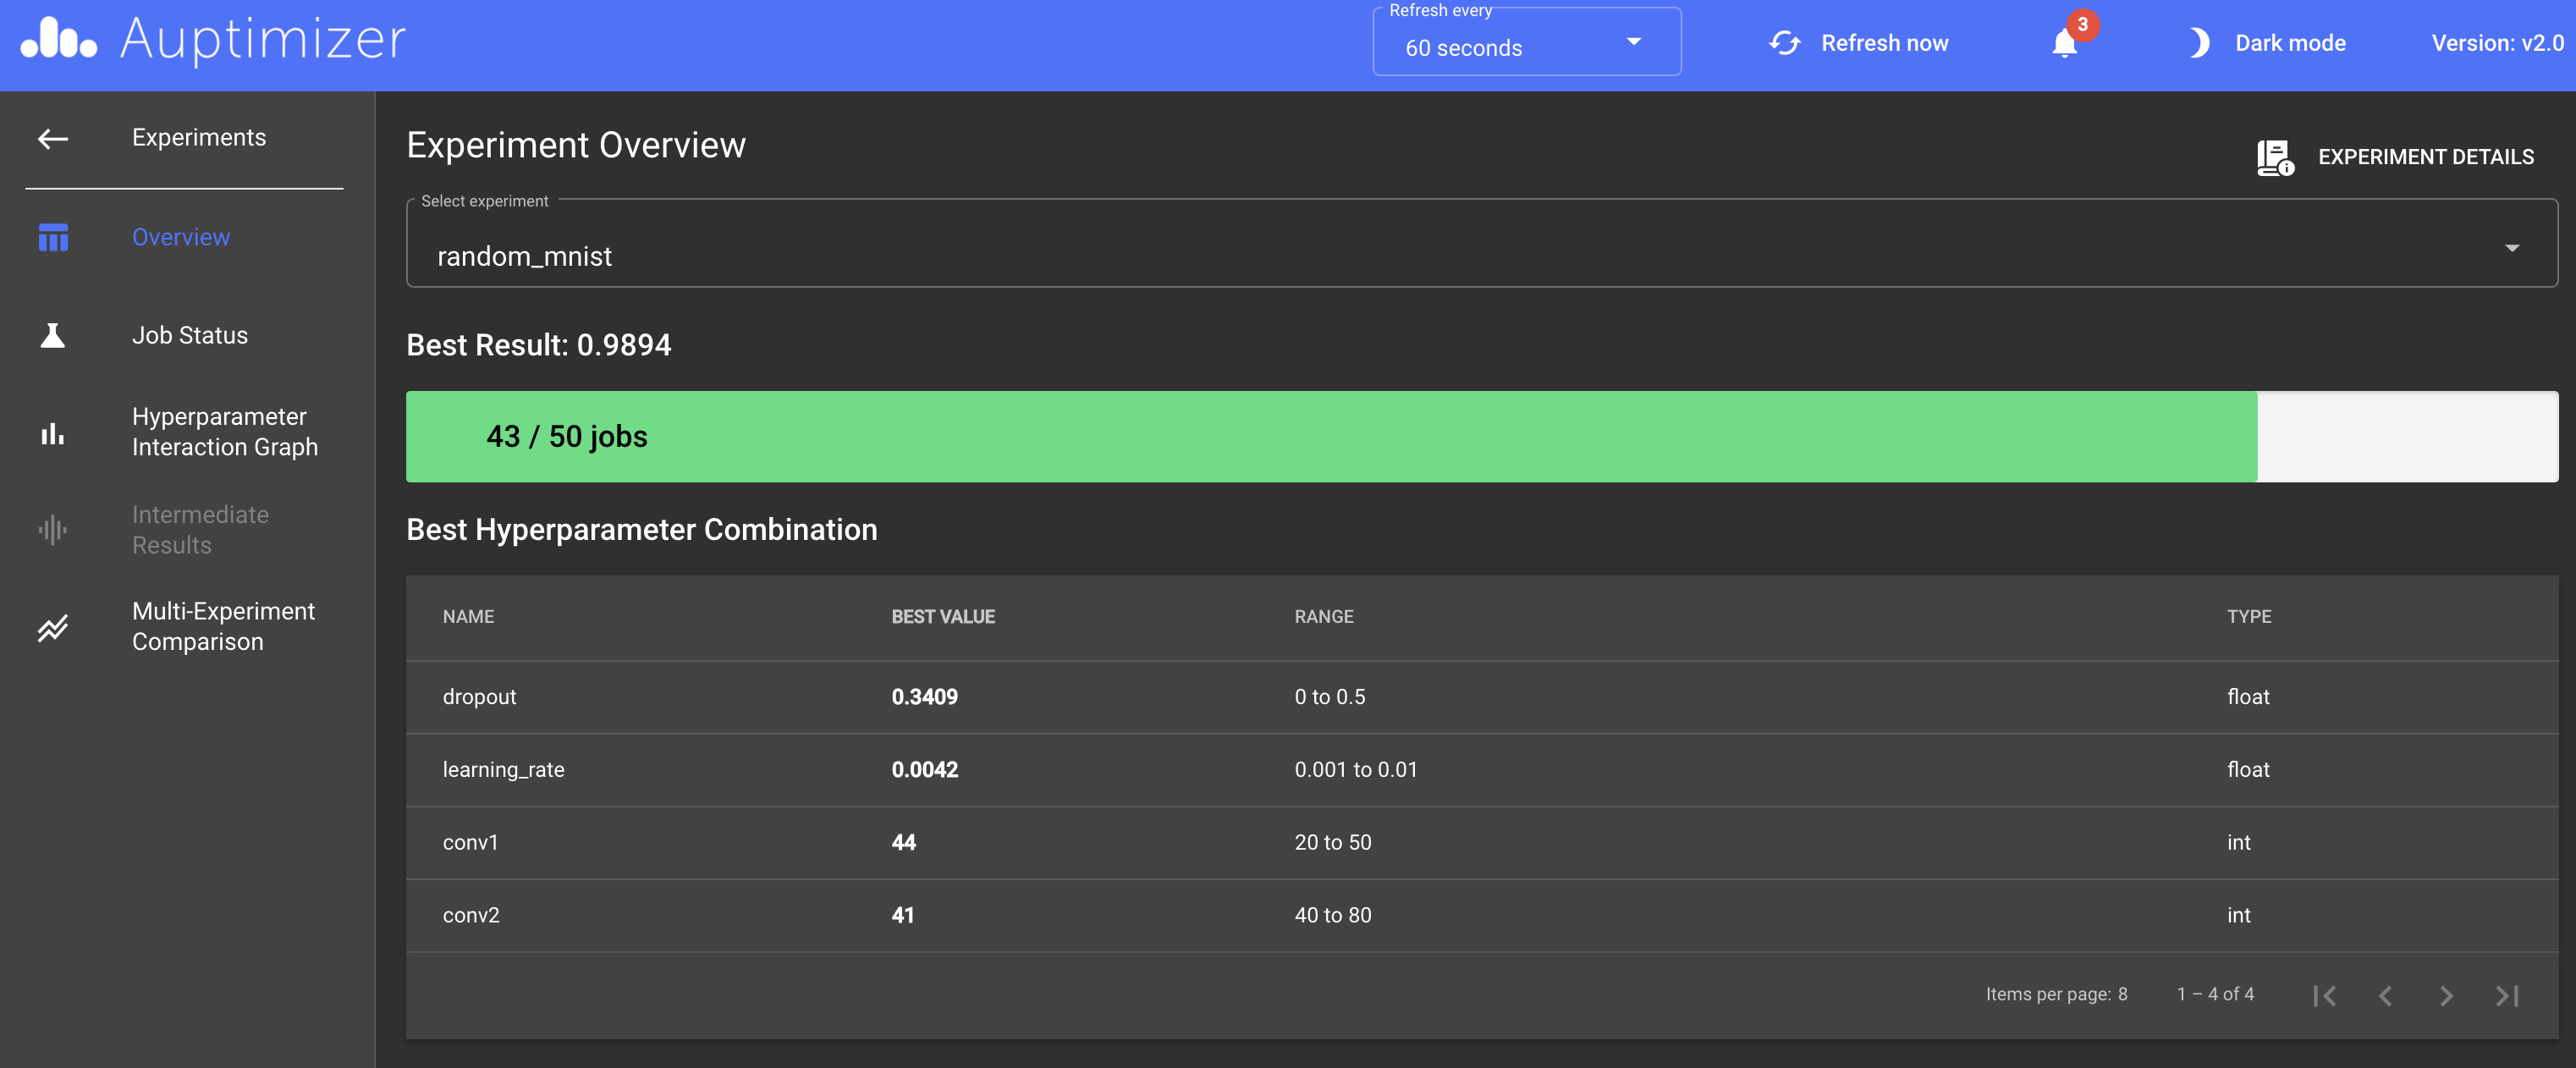 Auptimizer
Refresh every
60 seconds
Refresh now
3
Dark mode
Version: v2.0
Experiments
Overview
Job Status
Hyperparameter
Interaction Graph
Intermediate
Results
Multi-Experiment
Comparison
Experiment Overview
EXPERIMENT DETAILS
Select experiment
random_mnist
Best Result: 0.9894
43 / 50 jobs
Best Hyperparameter Combination
NAME BEST VALUE RANGE TYPE
dropout 0.3409 0 to 0.5 float
learning_rate 0.0042 0.001 to 0.01 float
conv1 44 20 to 50 int
conv2 41 40 to 80 int
Items per page: 8 1 – 4 of 4